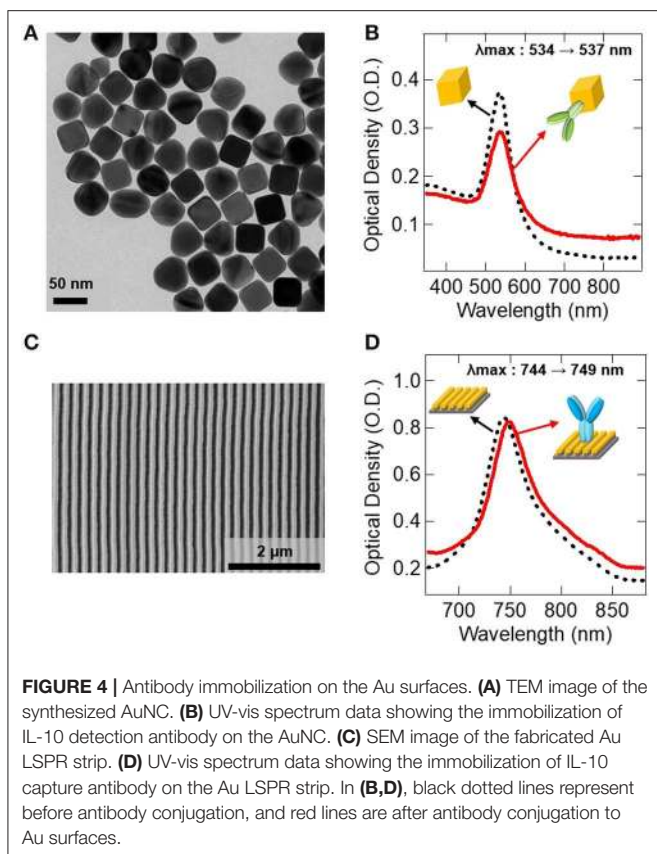 A
50 nm
B
λmax : 534 → 537 nm
Optical Density (O.D.)
0.4
0.3
0.2
0.1
400 500 600 700 800
Wavelength (nm)
C
2 µm
D
λmax : 744 → 749 nm
Optical Density (O.D.)
1.0
0.8
0.6
0.4
0.2
700 750 800 850
Wavelength (nm)
FIGURE 4 | Antibody immobilization on the Au surfaces. (A) TEM image of the
synthesized AuNC. (B) UV-vis spectrum data showing the immobilization of
IL-10 detection antibody on the AuNC. (C) SEM image of the fabricated Au
LSPR strip. (D) UV-vis spectrum data showing the immobilization of IL-10
capture antibody on the Au LSPR strip. In (B,D), black dotted lines represent
before antibody conjugation, and red lines are after antibody conjugation to
Au surfaces.